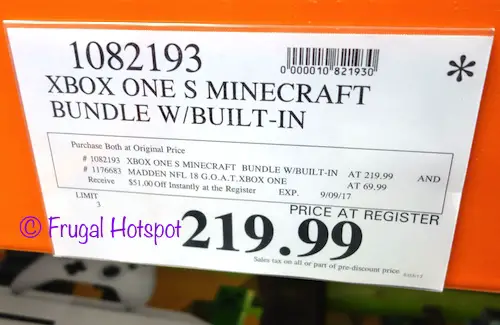 1082193
0000010 821930
*
XBOX ONE S MINECRAFT
BUNDLE W/BUILT-IN
Purchase Both at Original Price
# 1082193 XBOX ONE S MINECRAFT BUNDLE W/BUILT-IN AT 219.99 AND
# 1176683 MADDEN NFL 18 G.O.A.T.XBOX ONE AT 69.99
Receive $51.00 Off Instantly at the Register EXP. 9/09/17
LIMIT
3
PRICE AT REGISTER
© Frugal Hotspot
219.99
Sales tax on all or part of pre-discount price